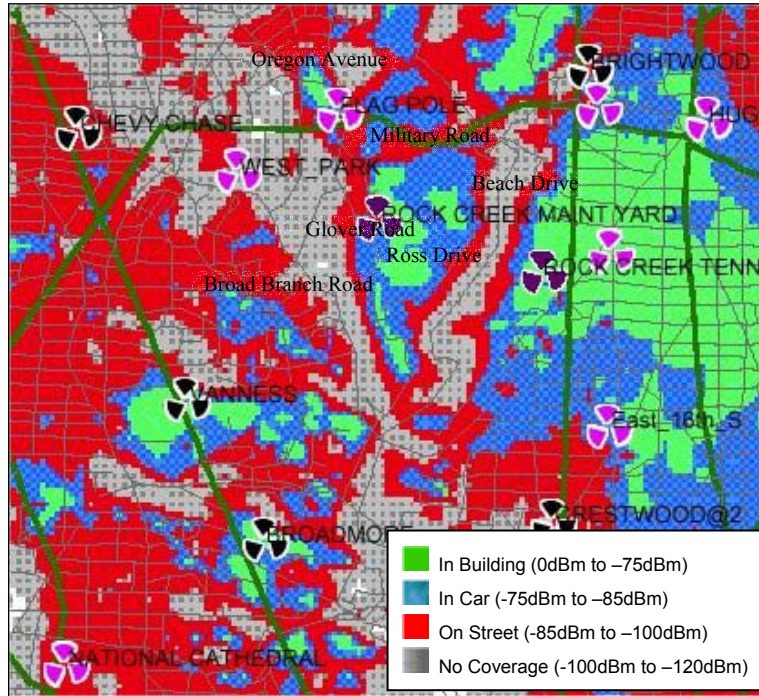 Oregon Avenue
BRIGHTWOOD
FLAG POLE
HUG
CHEVY CHASE
Military Road
WEST_PARK
Beach Drive
ROCK CREEK MAINT YARD
Glover Road
Ross Drive
ROCK CREEK TENN
Broad Branch Road
VANNESS
East_16th_S
CRESTWOOD@2
BROADMORE
In Building (0dBm to –75dBm)
In Car (-75dBm to –85dBm)
On Street (-85dBm to –100dBm)
No Coverage (-100dBm to –120dBm)
NATIONAL CATHEDRAL